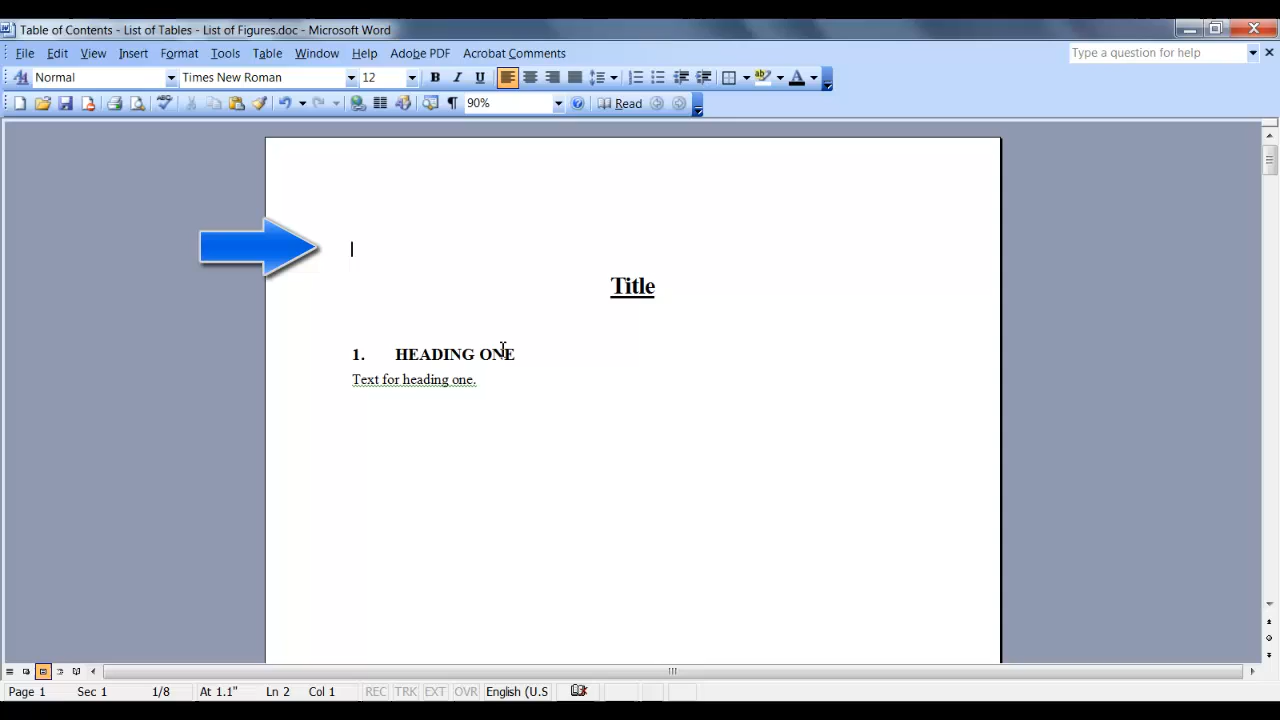 Table of Contents - List of Tables - List of Figures.doc - Microsoft Word
File Edit View Insert Format Tools Table Window Help Adobe PDF Acrobat Comments Type a question for help
Normal Times New Roman 12 B I U A
90% Read
Title
1. HEADING ONE
Text for heading one.
Page 1 Sec 1 1/8 At 1.1" Ln 2 Col 1 REC TRK EXT OVR English (U.S